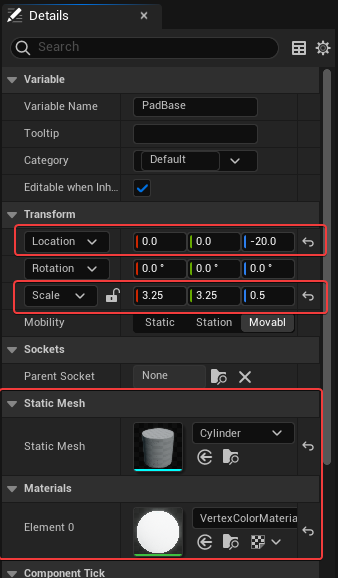 Details
Search
Variable
Variable Name PadBase
Tooltip
Category Default
Editable when Inh...
Transform
Location 0.0 0.0 -20.0
Rotation 0.0 ° 0.0 ° 0.0 °
Scale 3.25 3.25 0.5
Mobility Static Station Movabl
Sockets
Parent Socket None
Static Mesh
Static Mesh Cylinder
Materials
Element 0 VertexColorMateria
Component Tick